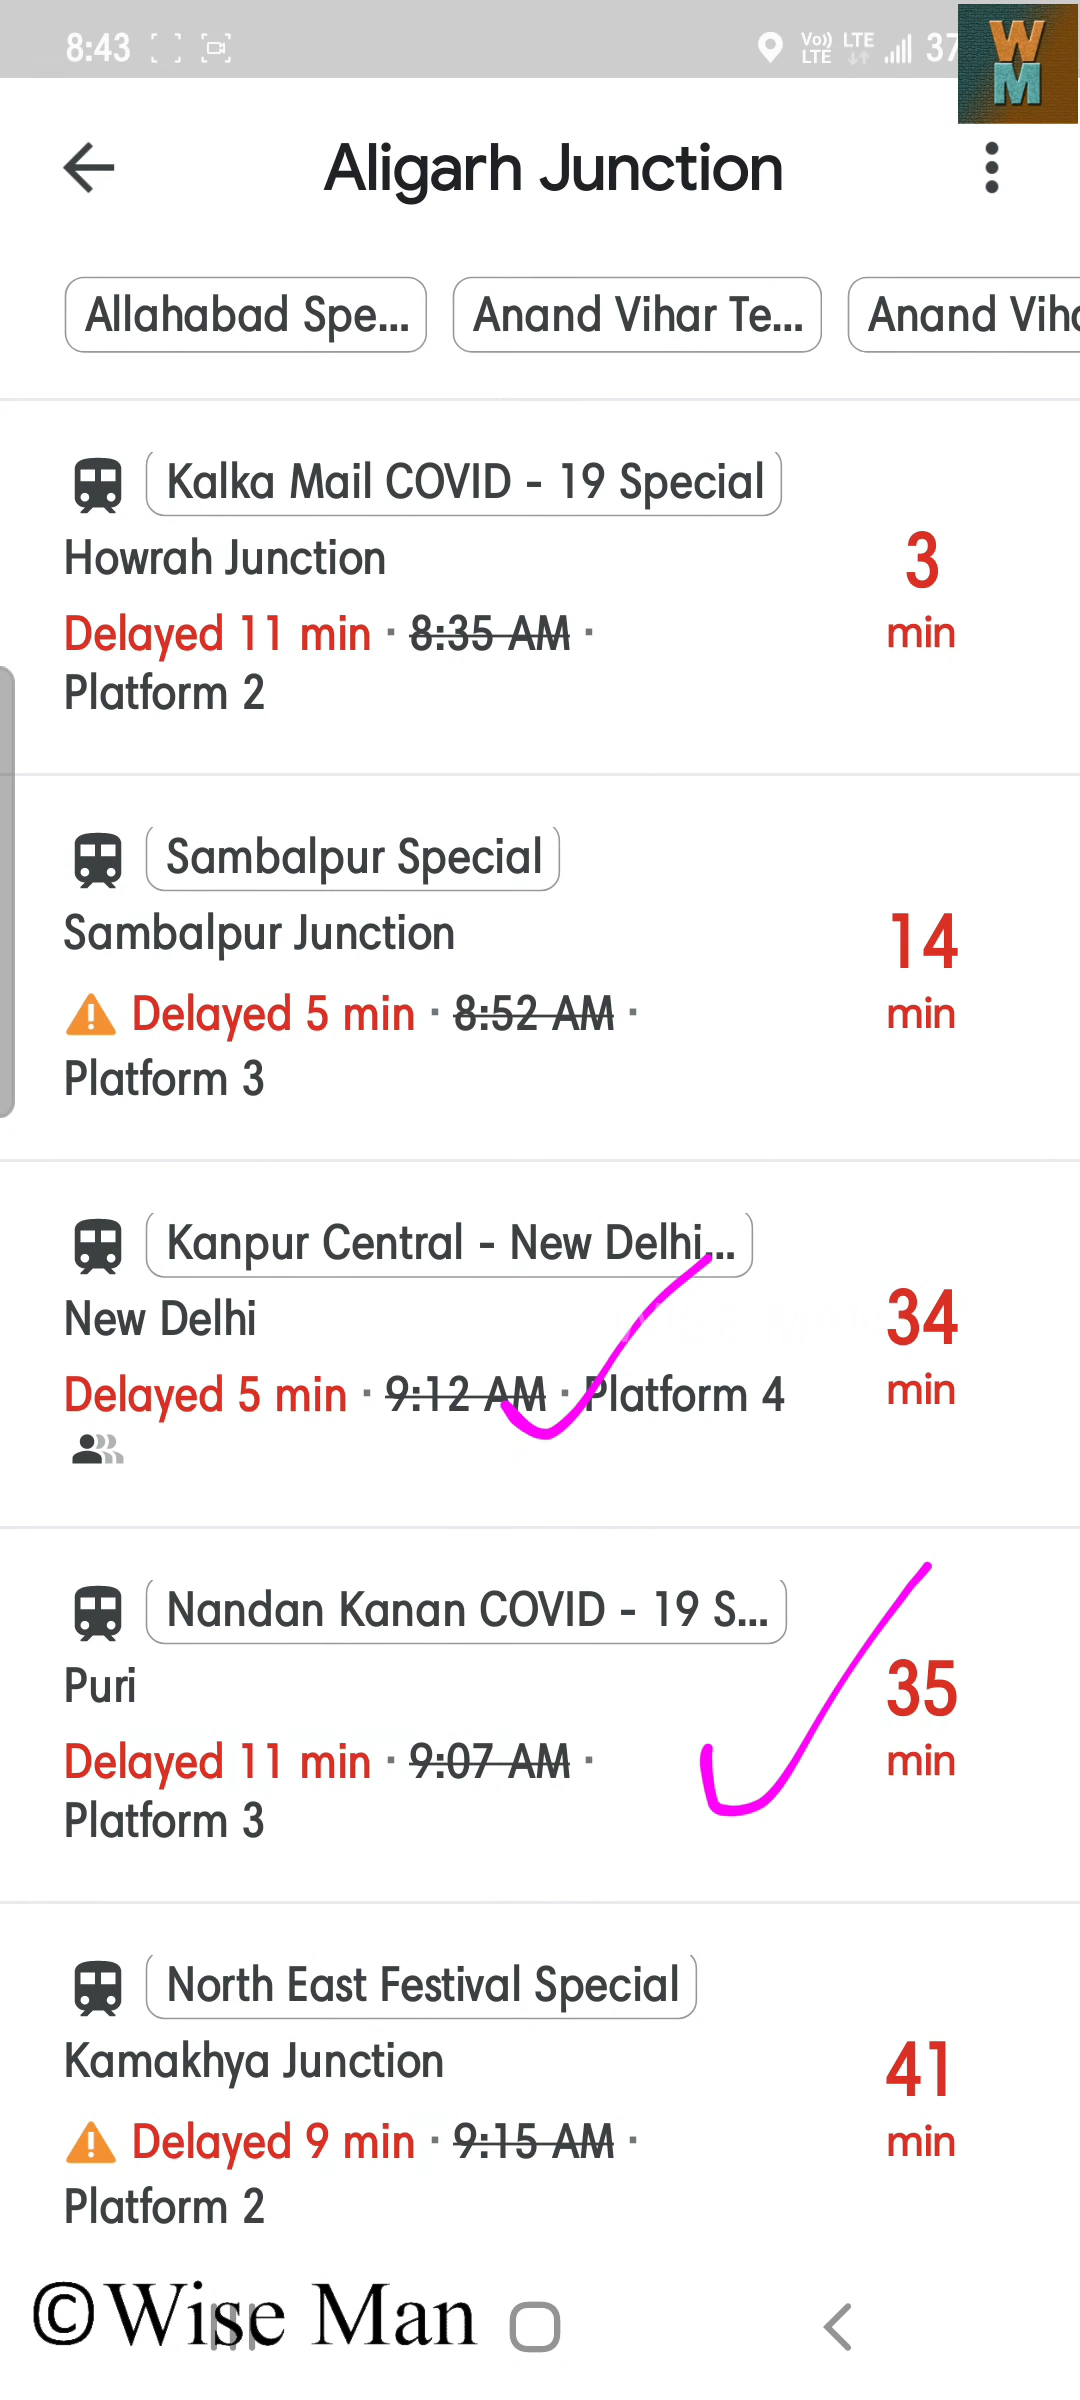 8:43
Vo)) LTE
LTE
37
W
M
Aligarh Junction
Allahabad Spe...
Anand Vihar Te...
Anand Vih
Kalka Mail COVID - 19 Special
Howrah Junction
3
min
Delayed 11 min · 8:35 AM ·
Platform 2
Sambalpur Special
Sambalpur Junction
14
min
Delayed 5 min · 8:52 AM ·
Platform 3
Kanpur Central - New Delhi...
New Delhi
34
min
Delayed 5 min · 9:12 AM · Platform 4
Nandan Kanan COVID - 19 S...
Puri
35
min
Delayed 11 min · 9:07 AM ·
Platform 3
North East Festival Special
Kamakhya Junction
41
min
Delayed 9 min · 9:15 AM ·
Platform 2
©Wise Man